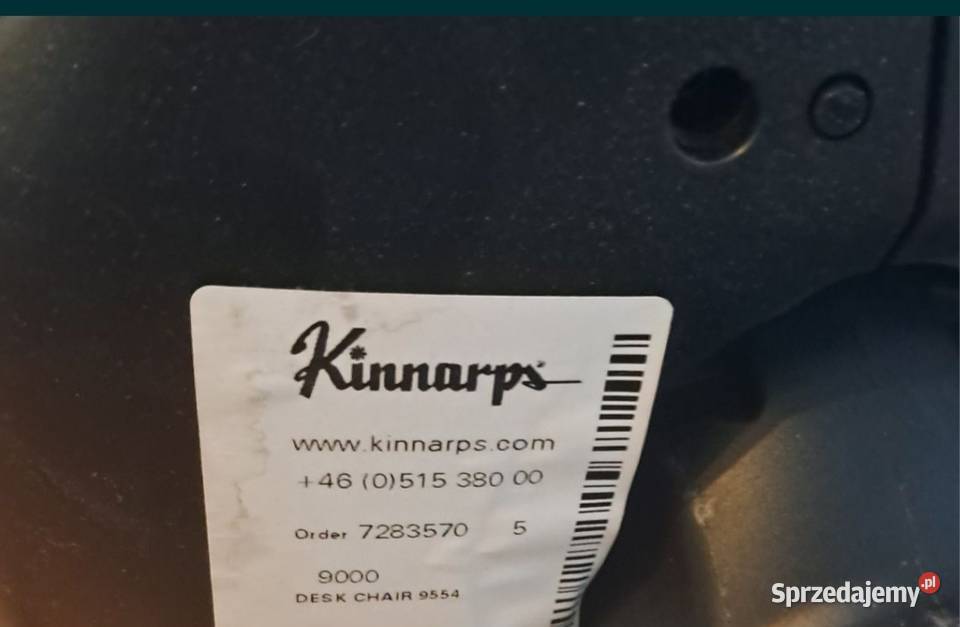 Kinnarps
www.kinnarps.com
+46 (0)515 380 00
Order 7283570 5
9000
DESK CHAIR 9554
Sprzedajemy.pl